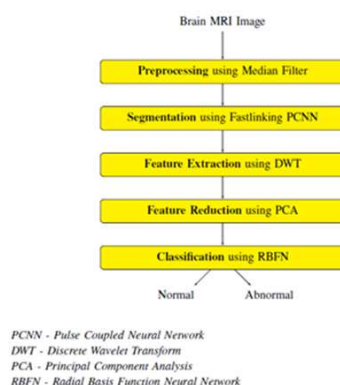 Brain MRI Image
Preprocessing using Median Filter
Segmentation using Fastlinking PCNN
Feature Extraction using DWT
Feature Reduction using PCA
Classification using RBFN
Normal Abnormal
PCNN - Pulse Coupled Neural Network
DWT - Discrete Wavelet Transform
PCA - Principal Component Analysis
RBFN - Radial Basis Function Neural Network